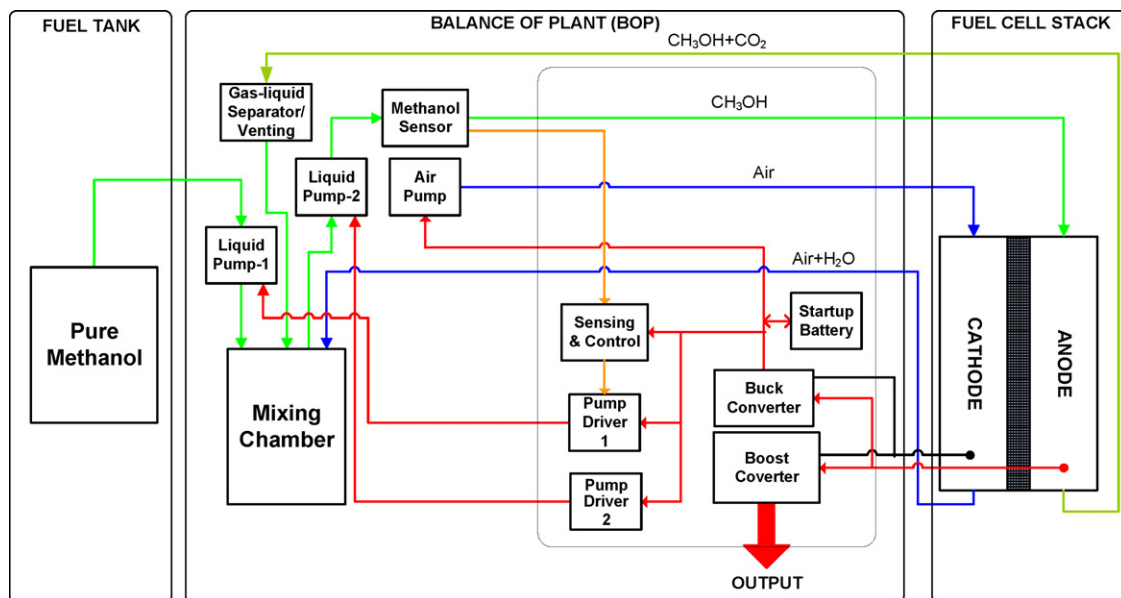 FUEL TANK
BALANCE OF PLANT (BOP)
FUEL CELL STACK
CH3OH+CO2
Gas-liquid
Separator/
Venting
Methanol
Sensor
CH3OH
Liquid
Pump-2
Air
Pump
Air
Liquid
Pump-1
Air+H2O
Pure
Methanol
Mixing
Chamber
Sensing
& Control
Startup
Battery
Pump
Driver
1
Buck
Converter
Boost
Coverter
Pump
Driver
2
CATHODE
ANODE
OUTPUT